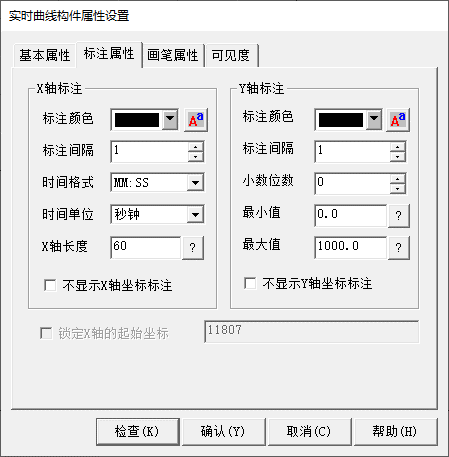 实时曲线构件属性设置
基本属性 标注属性 画笔属性 可见度
X轴标注
标注颜色 Aa
标注间隔 1
时间格式 MM:SS
时间单位 秒钟
X轴长度 60 ?
不显示X轴坐标标注
Y轴标注
标注颜色 Aa
标注间隔 1
小数位数 0
最小值 0.0 ?
最大值 1000.0 ?
不显示Y轴坐标标注
锁定X轴的起始坐标 11807
检查(K) 确认(Y) 取消(C) 帮助(H)